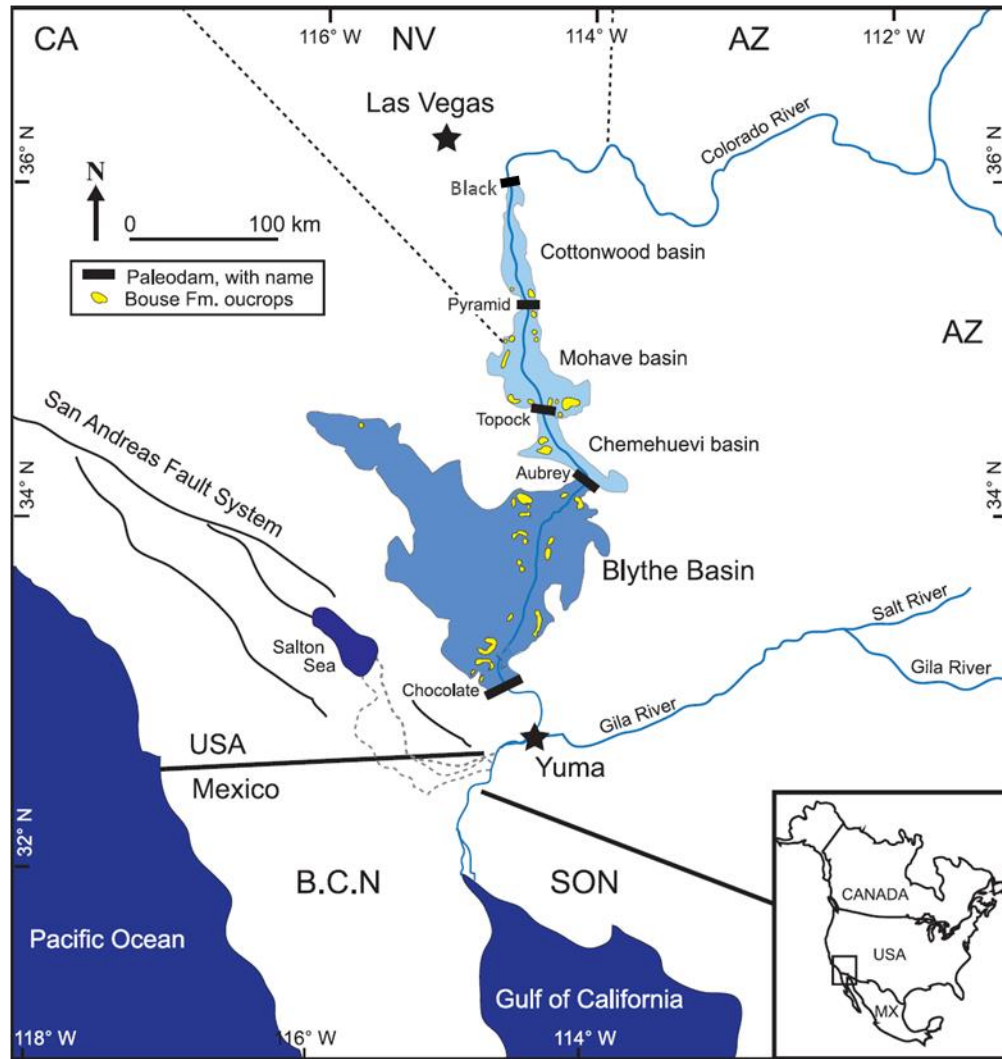 116° W
114° W
112° W
CA
NV
AZ
Las Vegas
36° N
36° N
Colorado River
N
0 100 km
Black
Cottonwood basin
Paleodam, with name
Bouse Fm. oucrops
Pyramid
Mohave basin
AZ
Topock
Chemehuevi basin
Aubrey
San Andreas Fault System
34° N
34° N
Blythe Basin
Salton
Sea
Salt River
Gila River
Chocolate
Gila River
USA
Mexico
Yuma
32° N
B.C.N
SON
Pacific Ocean
Gulf of California
CANADA
USA
MX
118° W
116° W
114° W